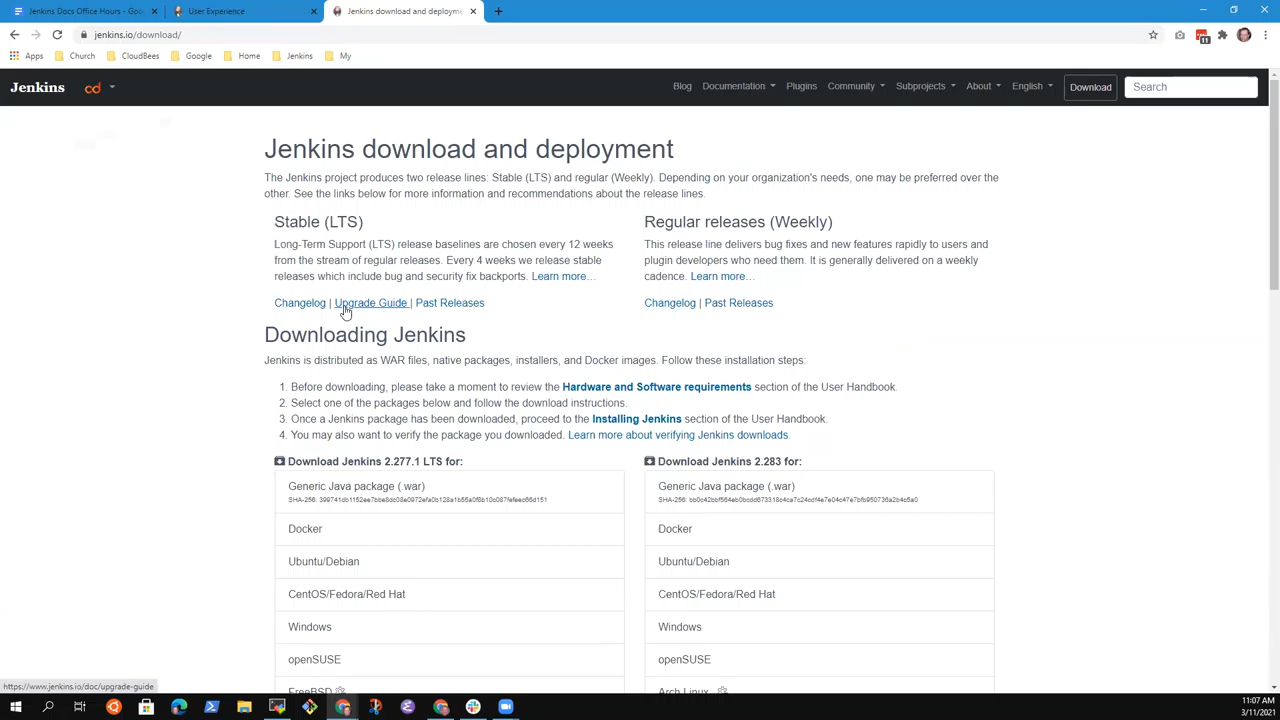 Jenkins Docs Office Hours - Goo
User Experience
Jenkins download and deployme
jenkins.io/download/
11
Apps
Church
CloudBees
Google
Home
Jenkins
My
Jenkins
cd
Blog
Documentation
Plugins
Community
Subprojects
About
English
Download
Search
Jenkins download and deployment
The Jenkins project produces two release lines: Stable (LTS) and regular (Weekly). Depending on your organization's needs, one may be preferred over the
other. See the links below for more information and recommendations about the release lines.
Stable (LTS)
Long-Term Support (LTS) release baselines are chosen every 12 weeks
from the stream of regular releases. Every 4 weeks we release stable
releases which include bug and security fix backports. Learn more…
Changelog | Upgrade Guide | Past Releases
Regular releases (Weekly)
This release line delivers bug fixes and new features rapidly to users and
plugin developers who need them. It is generally delivered on a weekly
cadence. Learn more…
Changelog | Past Releases
Downloading Jenkins
Jenkins is distributed as WAR files, native packages, installers, and Docker images. Follow these installation steps:
1. Before downloading, please take a moment to review the Hardware and Software requirements section of the User Handbook.
2. Select one of the packages below and follow the download instructions.
3. Once a Jenkins package has been downloaded, proceed to the Installing Jenkins section of the User Handbook.
4. You may also want to verify the package you downloaded. Learn more about verifying Jenkins downloads.
Download Jenkins 2.277.1 LTS for:
Generic Java package (.war)
SHA-256:
Docker
Ubuntu/Debian
CentOS/Fedora/Red Hat
Windows
openSUSE
FreeBSD
Download Jenkins 2.283 for:
Generic Java package (.war)
SHA-256:
Docker
Ubuntu/Debian
CentOS/Fedora/Red Hat
Windows
openSUSE
Arch Linux
https://www.jenkins.io/doc/upgrade-guide
11:07 AM
3/11/2021